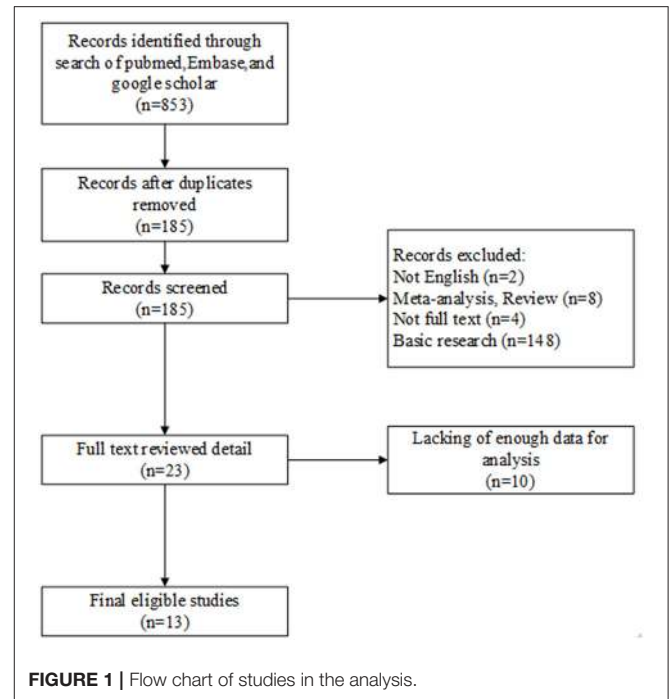 Records identified through
search of pubmed,Embase,and
google scholar
(n=853)
Records after duplicates
removed
(n=185)
Records screened
(n=185)
Records excluded:
Not English (n=2)
Meta-analysis, Review (n=8)
Not full text (n=4)
Basic research (n=148)
Full text reviewed detail
(n=23)
Lacking of enough data for
analysis
(n=10)
Final eligible studies
(n=13)
FIGURE 1 | Flow chart of studies in the analysis.